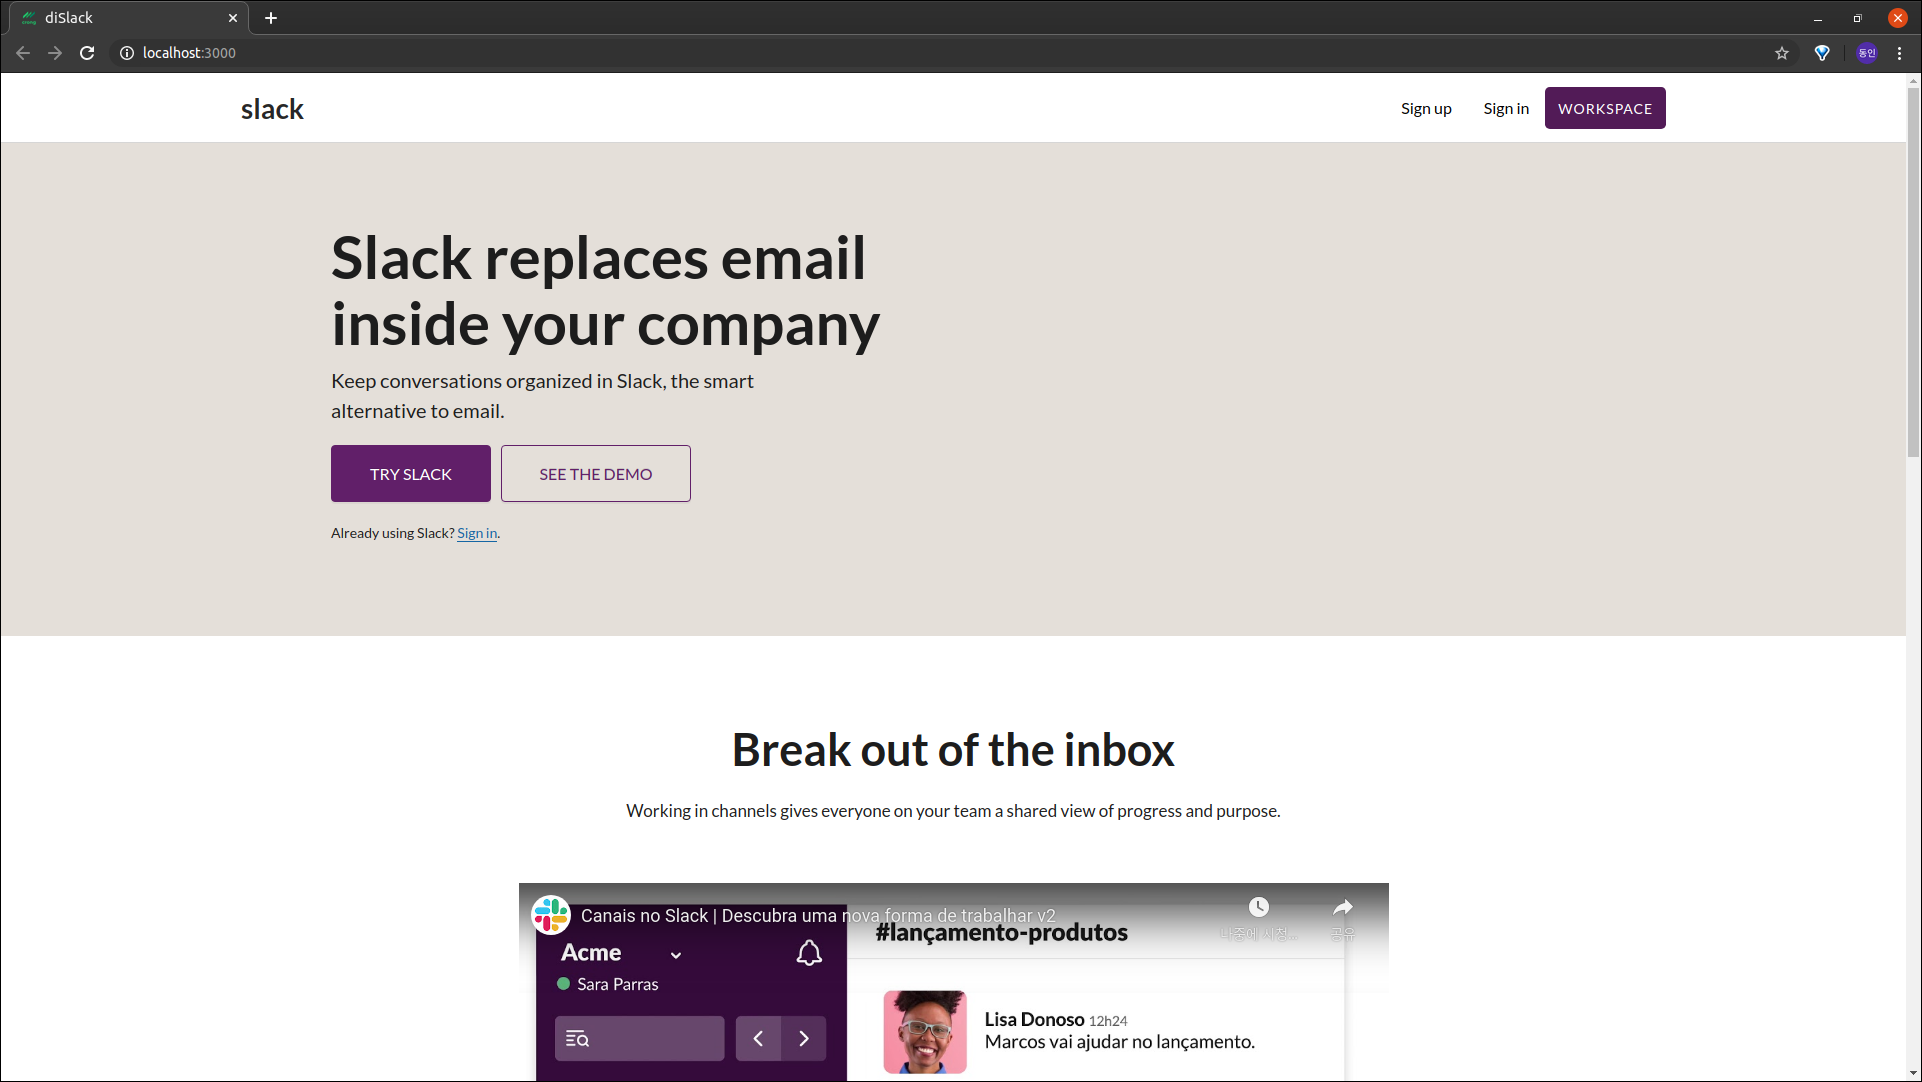 diSlack
localhost:3000
동인
slack
Sign up
Sign in
WORKSPACE
Slack replaces email
inside your company
Keep conversations organized in Slack, the smart
alternative to email.
TRY SLACK
SEE THE DEMO
Already using Slack? Sign in.
Break out of the inbox
Working in channels gives everyone on your team a shared view of progress and purpose.
Canais no Slack | Descubra uma nova forma de trabalhar v2
나중에 시청...
공유
#lançamento-produtos
Acme
Sara Parras
Lisa Donoso 12h24
Marcos vai ajudar no lançamento.